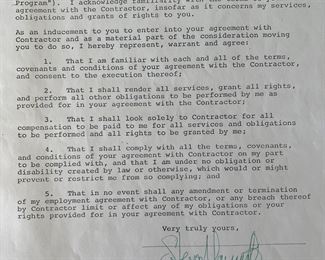 Program"). I acknowledge familiarity with the
agreement with the Contractor, insofar as it concerns my services,
obligations and grants of rights to you.
As an inducement to you to enter into your agreement with
Contractor and as a material part of the consideration moving
you to do so, I hereby represent, warrant and agree:
1. That I am familiar with each and all of the terms,
covenants and conditions of your agreement with the Contractor,
and consent to the execution thereof;
2. That I shall render all services, grant all rights,
and perform all other obligations to be performed by me as
provided for in your agreement with the Contractor;
3. That I shall look solely to Contractor for all
compensation to be paid to me for all services and obligations
to be performed and all rights to be granted by me;
4. That I shall comply with all the terms, covenants,
and conditions of your agreement with Contractor on my part
to be complied with, and that I am under no obligation or
disability created by law or otherwise, which would or might
prevent or restrict me from so complying; and
5. That in no event shall any amendment or termination
of my employment agreement with Contractor, or any breach thereof
by Contractor limit or affect any of my obligations or your
rights provided for in your agreement with Contractor.
Very truly yours,